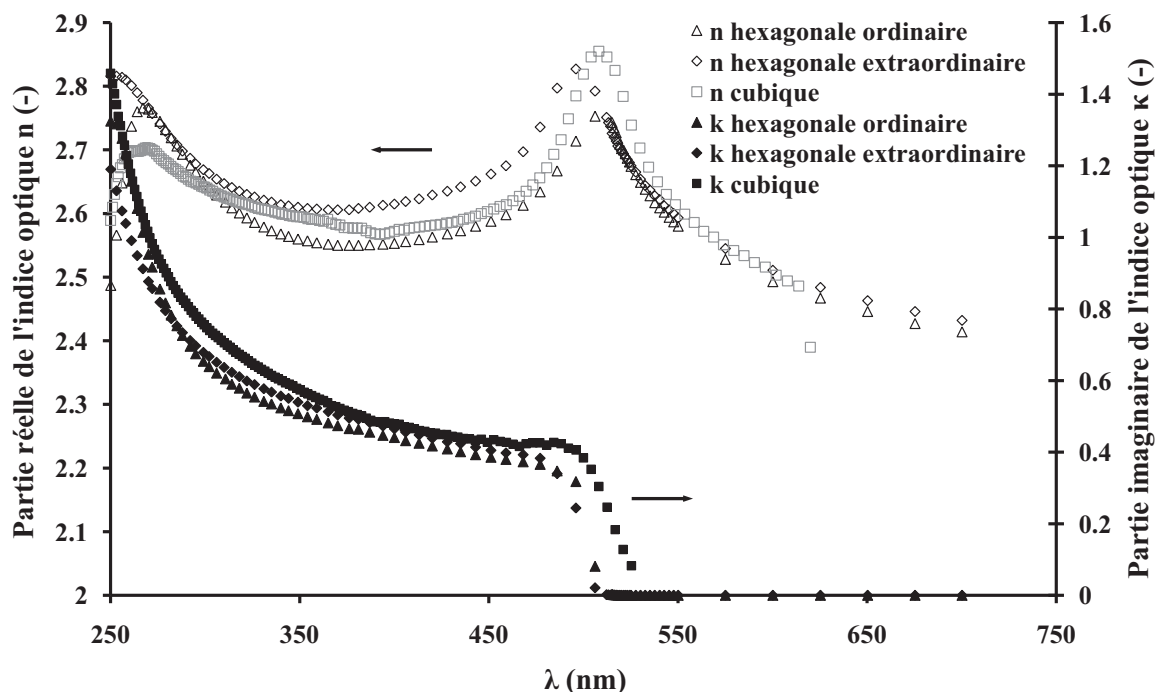 Partie réelle de l'indice optique n (-)
2.9
2.8
2.7
2.6
2.5
2.4
2.3
2.2
2.1
2
n hexagonale ordinaire
n hexagonale extraordinaire
n cubique
k hexagonale ordinaire
k hexagonale extraordinaire
k cubique
1.6
1.4
1.2
1
0.8
0.6
0.4
0.2
0
Partie imaginaire de l'indice optique κ (-)
250
350
450
550
650
750
λ (nm)